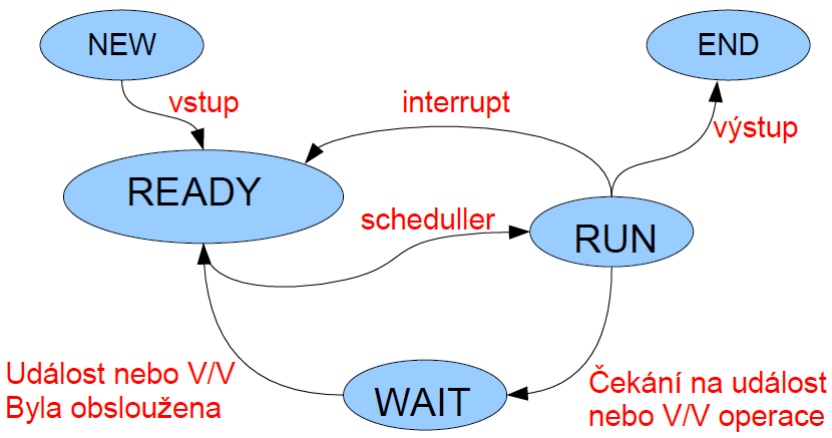 NEW
END
vstup
interrupt
výstup
READY
scheduller
RUN
Událost nebo V/V
Byla obsloužena
WAIT
Čekání na událost
nebo V/V operace